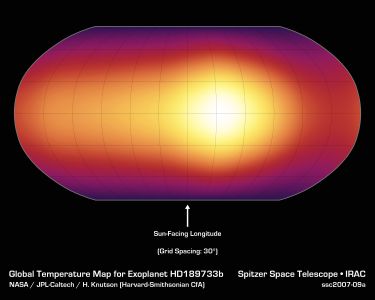 Sun-Facing Longitude
(Grid Spacing: 30°)
Global Temperature Map for Exoplanet HD189733b
Spitzer Space Telescope • IRAC
NASA / JPL-Caltech / H. Knutson (Harvard-Smithsonian CfA)
ssc2007-09a